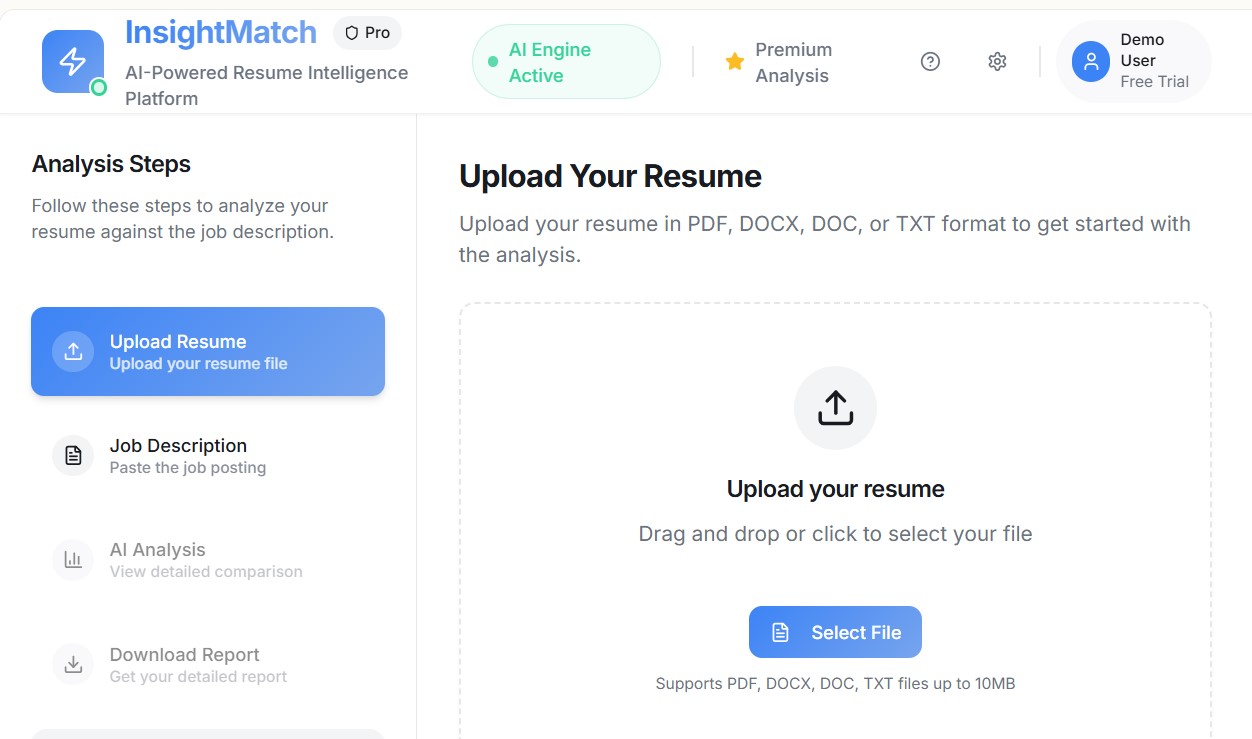 InsightMatch
Pro
AI-Powered Resume Intelligence
Platform
AI Engine
Active
Premium
Analysis
Demo
User
Free Trial
Analysis Steps
Follow these steps to analyze your
resume against the job description.
Upload Resume
Upload your resume file
Job Description
Paste the job posting
AI Analysis
View detailed comparison
Download Report
Get your detailed report
Upload Your Resume
Upload your resume in PDF, DOCX, DOC, or TXT format to get started with
the analysis.
Upload your resume
Drag and drop or click to select your file
Select File
Supports PDF, DOCX, DOC, TXT files up to 10MB